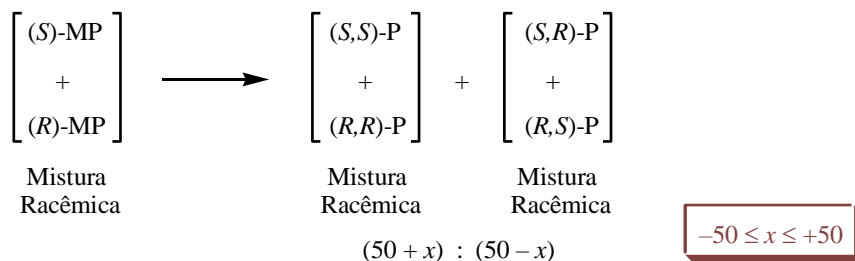 (S)-MP (S,S)-P (S,R)-P
+ + + +
(R)-MP (R,R)-P (R,S)-P
Mistura Mistura Mistura
Racêmica Racêmica Racêmica
–50 ≤ x ≤ +50
(50 + x) : (50 – x)